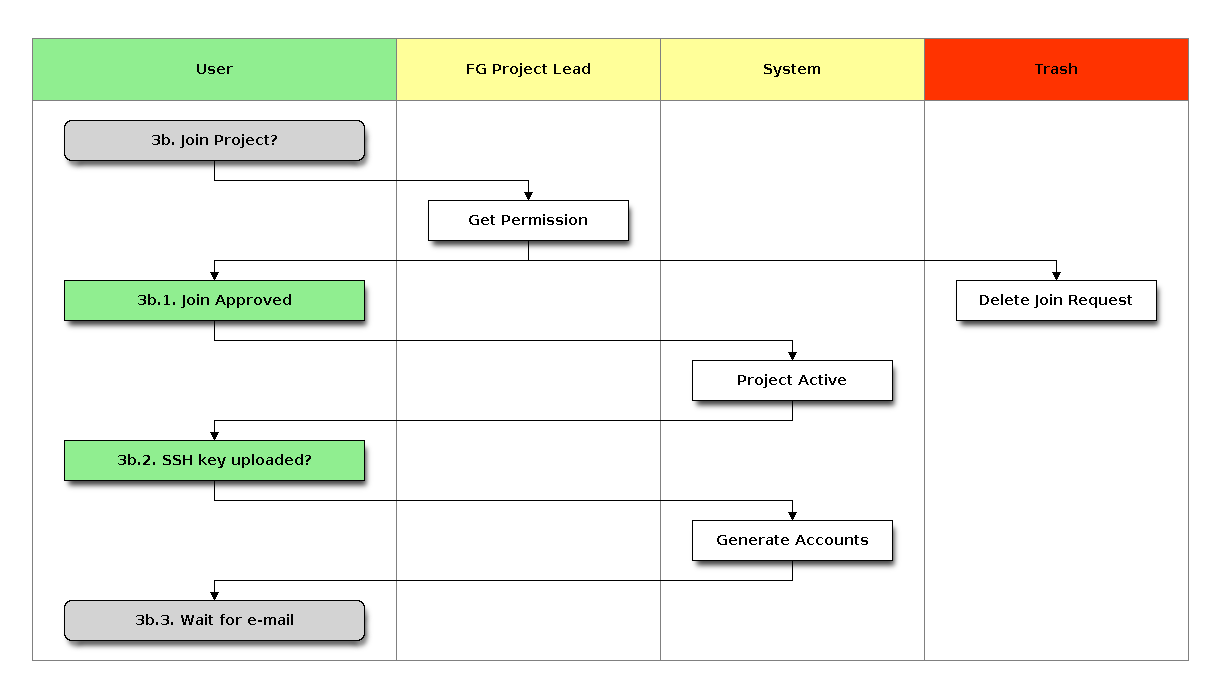 User
FG Project Lead
System
Trash
3b. Join Project?
Get Permission
3b.1. Join Approved
Delete Join Request
Project Active
3b.2. SSH key uploaded?
Generate Accounts
3b.3. Wait for e-mail